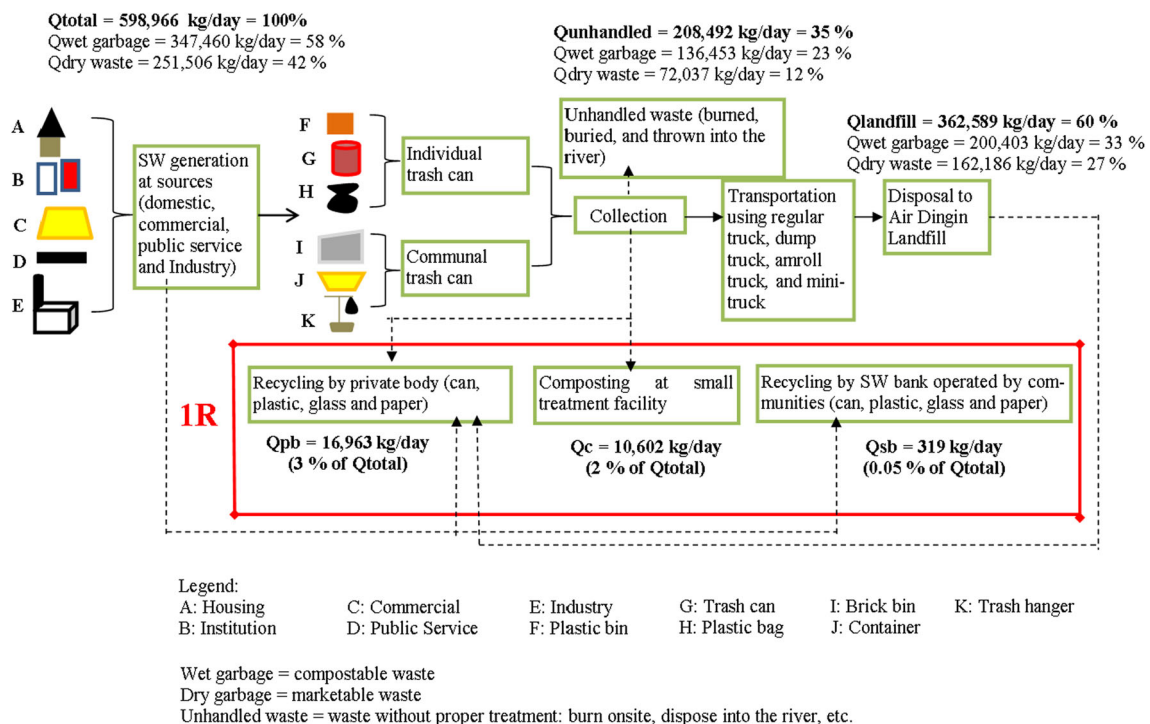 Qtotal = 598,966 kg/day = 100%
Qwet garbage = 347,460 kg/day = 58 %
Qdry waste = 251,506 kg/day = 42 %
Qunhandled = 208,492 kg/day = 35 %
Qwet garbage = 136,453 kg/day = 23 %
Qdry waste = 72,037 kg/day = 12 %
Qlandfill = 362,589 kg/day = 60 %
Qwet garbage = 200,403 kg/day = 33 %
Qdry waste = 162,186 kg/day = 27 %
A
B
C
D
E
SW generation
at sources
(domestic,
commercial,
public service
and Industry)
F
G
H
I
J
K
Individual
trash can
Communal
trash can
Unhandled waste (burned,
buried, and thrown into the
river)
Collection
Transportation
using regular
truck, dump
truck, amroll
truck, and mini-
truck
Disposal to
Air Dingin
Landfill
1R
Recycling by private body (can,
plastic, glass and paper)
Qpb = 16,963 kg/day
(3 % of Qtotal)
Composting at small
treatment facility
Qc = 10,602 kg/day
(2 % of Qtotal)
Recycling by SW bank operated by com-
munities (can, plastic, glass and paper)
Qsb = 319 kg/day
(0.05 % of Qtotal)
Legend:
A: Housing C: Commercial E: Industry G: Trash can I: Brick bin K: Trash hanger
B: Institution D: Public Service F: Plastic bin H: Plastic bag J: Container
Wet garbage = compostable waste
Dry garbage = marketable waste
Unhandled waste = waste without proper treatment: burn onsite, dispose into the river, etc.